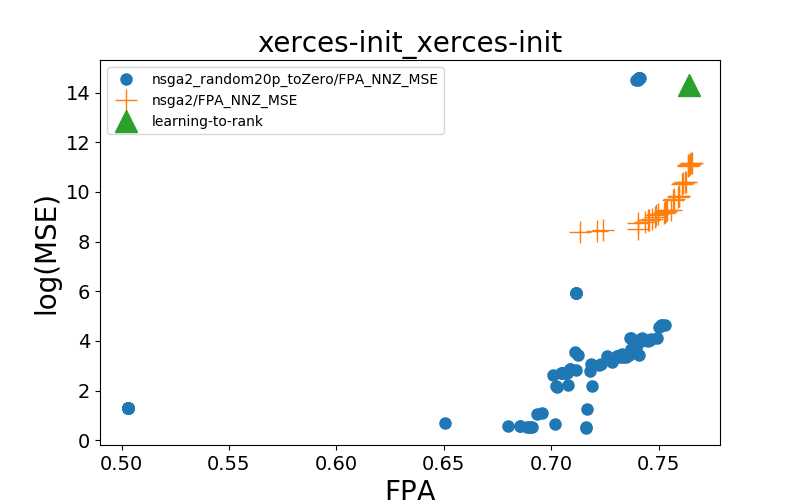 xerces-init_xerces-init
nsga2_random20p_toZero/FPA_NNZ_MSE
nsga2/FPA_NNZ_MSE
learning-to-rank
log(MSE)
14
12
10
8
6
4
2
0
0.50 0.55 0.60 0.65 0.70 0.75
FPA